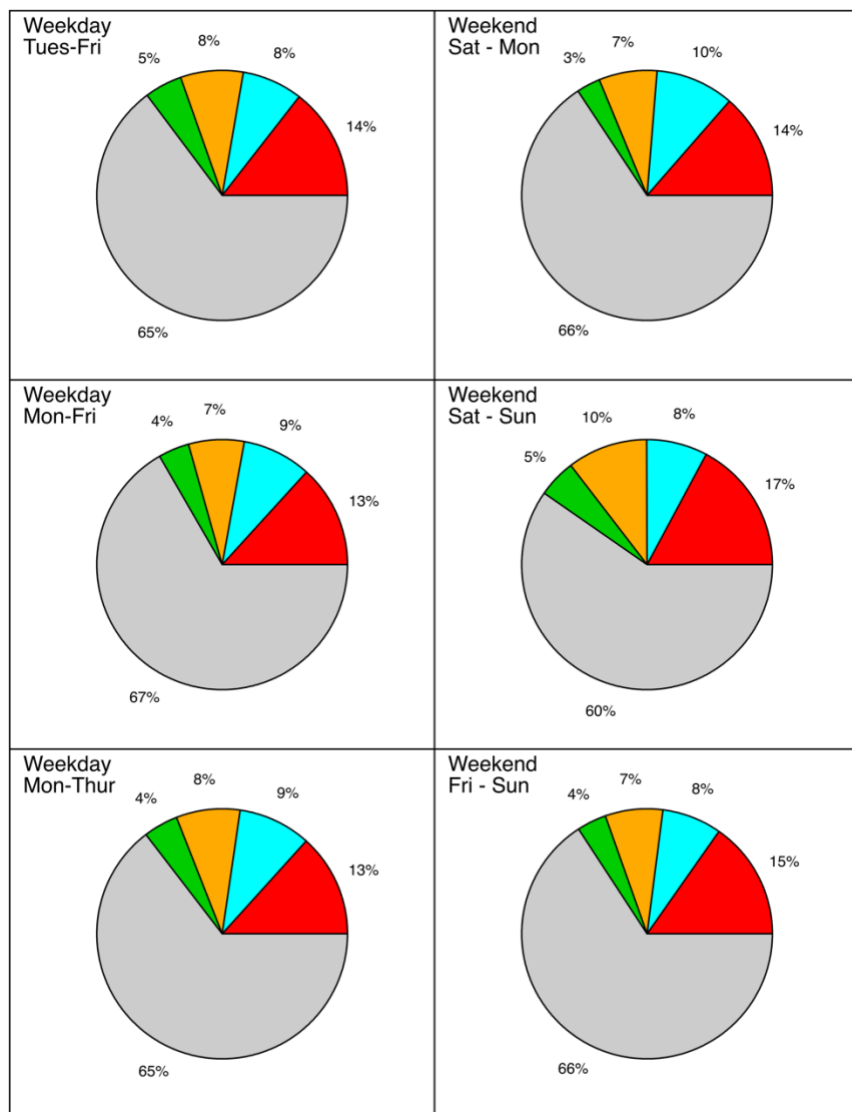 Weekday
Tues-Fri
5%
8%
8%
14%
65%
Weekend
Sat - Mon
3%
7%
10%
14%
66%
Weekday
Mon-Fri
4%
7%
9%
13%
67%
Weekend
Sat - Sun
5%
10%
8%
17%
60%
Weekday
Mon-Thur
4%
8%
9%
13%
65%
Weekend
Fri - Sun
4%
7%
8%
15%
66%